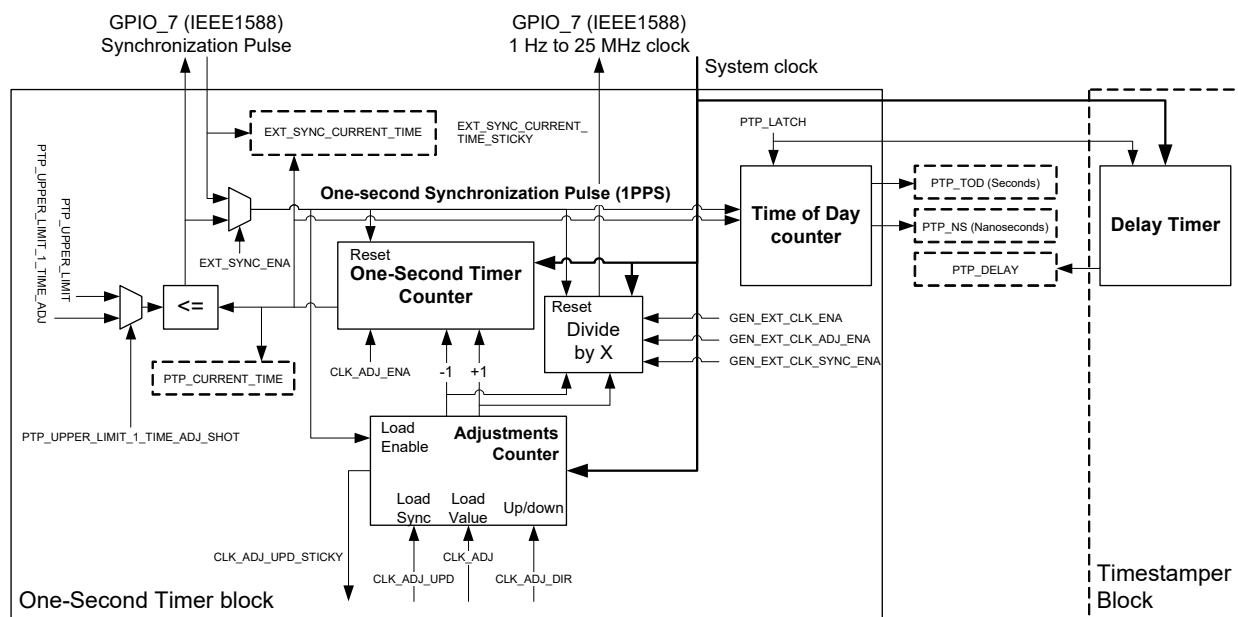 GPIO_7 (IEEE1588)
Synchronization Pulse
GPIO_7 (IEEE1588)
1 Hz to 25 MHz clock
System clock
EXT_SYNC_CURRENT_TIME
EXT_SYNC_CURRENT_
TIME_STICKY
PTP_LATCH
PTP_UPPER_LIMIT
PTP_UPPER_LIMIT_1_TIME_ADJ
One-second Synchronization Pulse (1PPS)
EXT_SYNC_ENA
Reset
One-Second Timer
Counter
Time of Day
counter
PTP_TOD (Seconds)
PTP_NS (Nanoseconds)
PTP_DELAY
Delay Timer
<=
Reset
Divide
by X
GEN_EXT_CLK_ENA
GEN_EXT_CLK_ADJ_ENA
GEN_EXT_CLK_SYNC_ENA
PTP_CURRENT_TIME
CLK_ADJ_ENA
-1
+1
PTP_UPPER_LIMIT_1_TIME_ADJ_SHOT
Load
Enable
Adjustments
Counter
Load
Sync
Load
Value
Up/down
CLK_ADJ_UPD_STICKY
CLK_ADJ_UPD
CLK_ADJ
CLK_ADJ_DIR
One-Second Timer block
Timestamper
Block